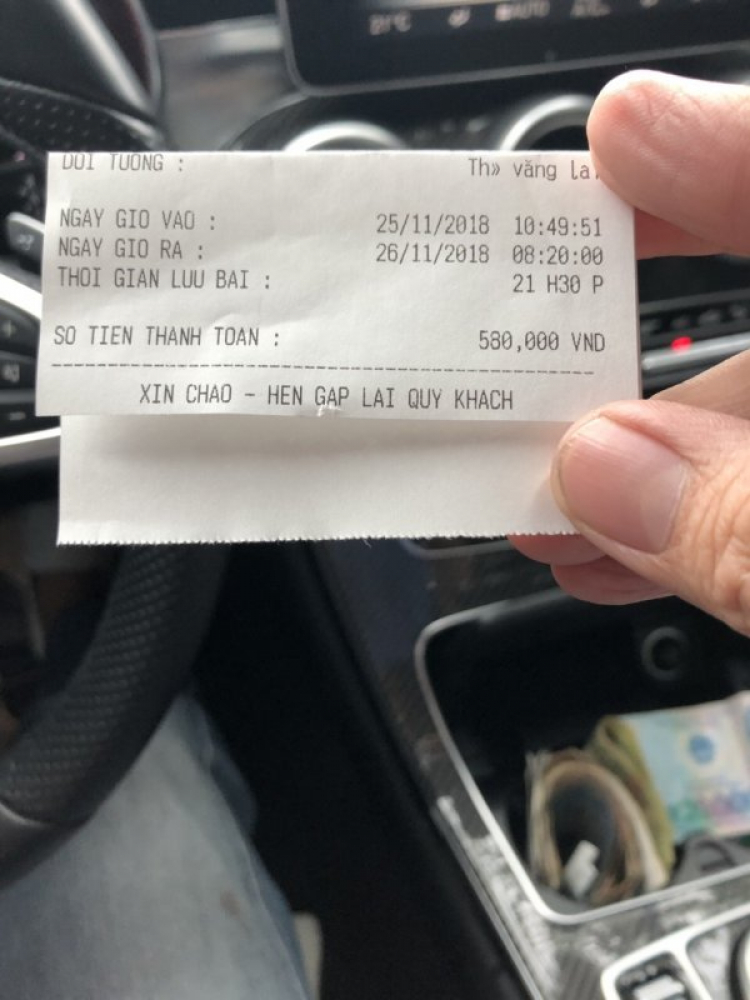 DOI TUONG : Th» văng la
NGAY GIO VAO : 25/11/2018 10:49:51
NGAY GIO RA : 26/11/2018 08:20:00
THOI GIAN LUU BAI : 21 H30 P
SO TIEN THANH TOAN : 580,000 VND
XIN CHAO - HEN GAP LAI QUY KHACH